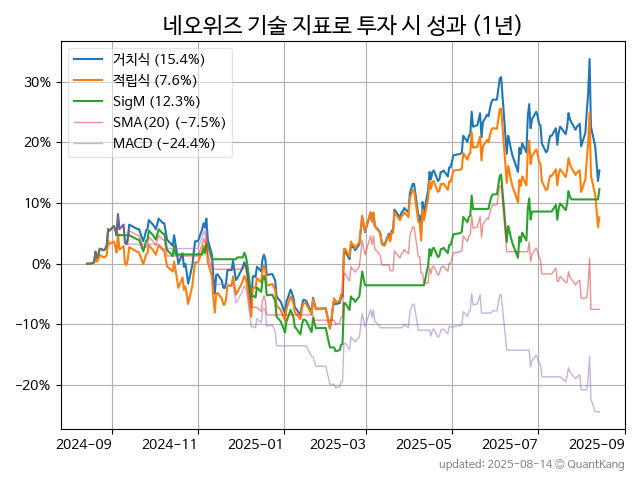 네오위즈 기술 지표로 투자 시 성과 (1년)
거치식 (15.4%)
적립식 (7.6%)
SigM (12.3%)
SMA(20) (−7.5%)
MACD (−24.4%)
30%
20%
10%
0%
−10%
−20%
2024-09
2024-11
2025-01
2025-03
2025-05
2025-07
2025-09
updated: 2025-08-14 © QuantKang